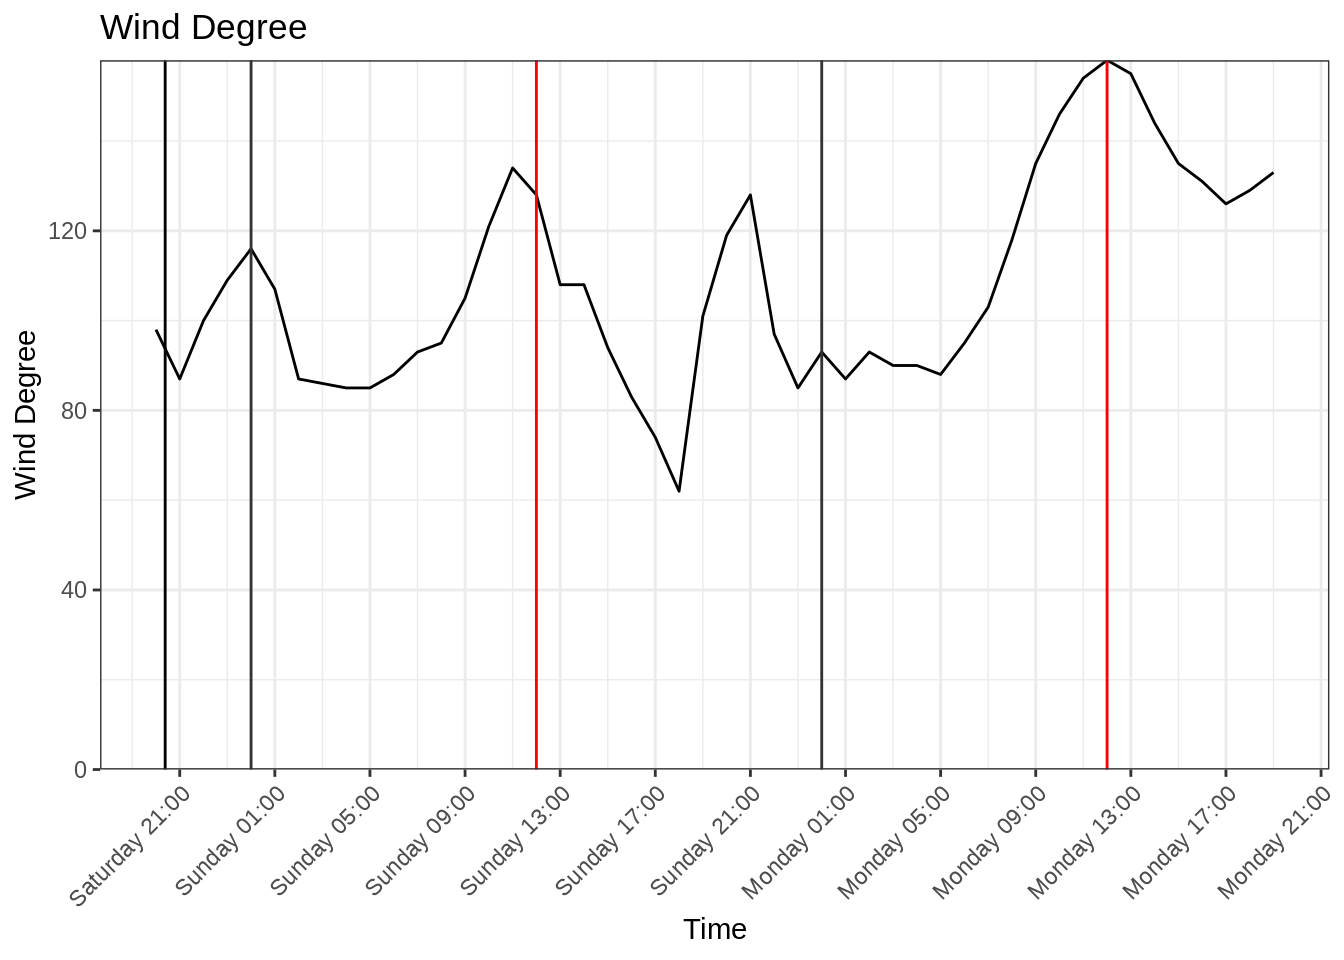 Wind Degree
Wind Degree
120
80
40
0
Saturday 21:00
Sunday 01:00
Sunday 05:00
Sunday 09:00
Sunday 13:00
Sunday 17:00
Sunday 21:00
Monday 01:00
Monday 05:00
Monday 09:00
Monday 13:00
Monday 17:00
Monday 21:00
Time